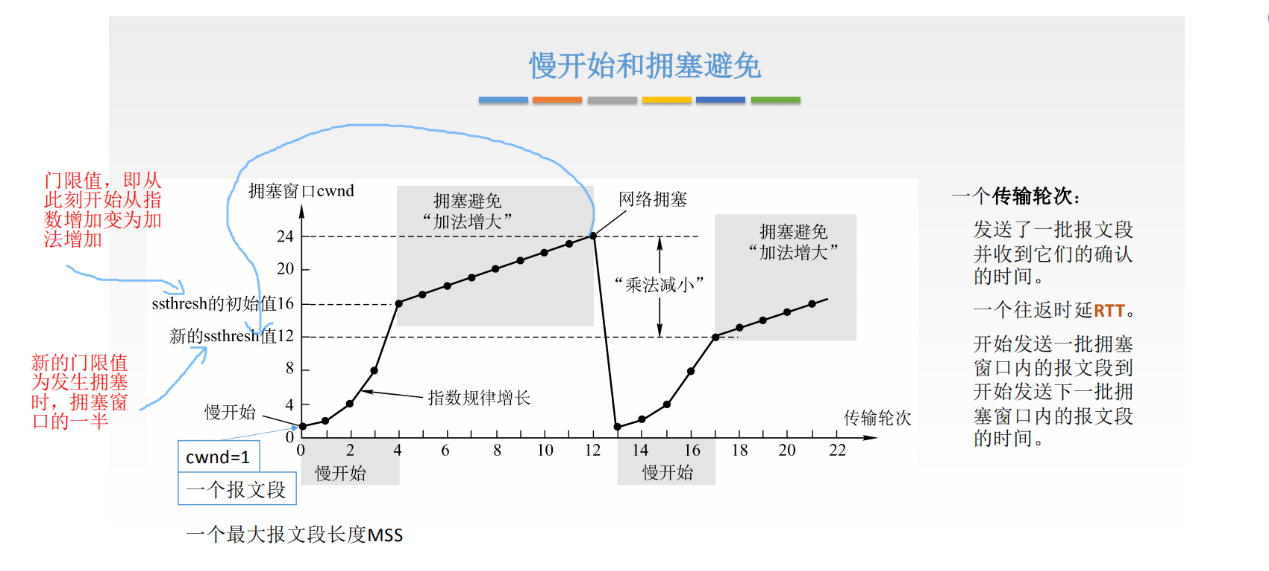 慢开始和拥塞避免
门限值，即从
此刻开始从指
数增加变为加
法增加
新的门限值
为发生拥塞
时，拥塞窗
口的一半
拥塞窗口cwnd
拥塞避免
“加法增大”
网络拥塞
拥塞避免
“加法增大”
“乘法减小”
24
20
ssthresh的初始值16
新的ssthresh值12
8
4
0
指数规律增长
慢开始
传输轮次
0 2 4 6 8 10 12 14 16 18 20 22
慢开始
慢开始
cwnd=1
一个报文段
一个最大报文段长度MSS
一个传输轮次：
发送了一批报文段
并收到它们的确认
的时间。
一个往返时延RTT。
开始发送一批拥塞
窗口内的报文段到
开始发送下一批拥
塞窗口内的报文段
的时间。